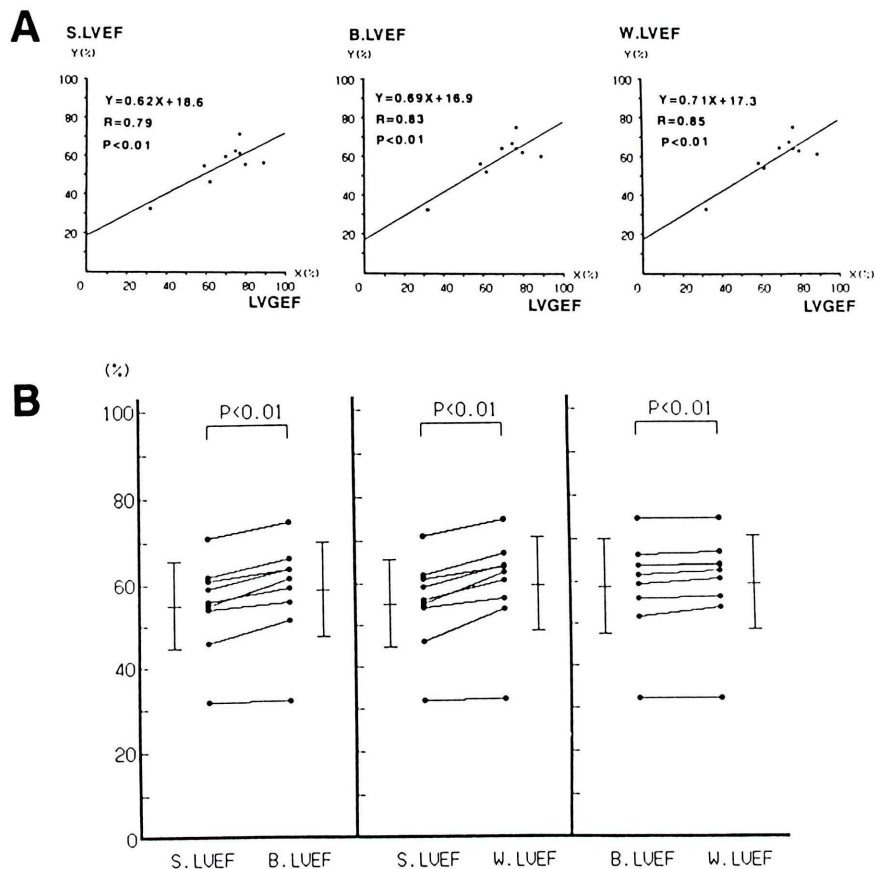 A
S.LVEF
Y(%)
100
80
60
40
20
0
20
40
60
80
100
X(%)
LVGEF
Y=0.62X+18.6
R=0.79
P<0.01
B.LVEF
Y(%)
100
80
60
40
20
0
20
40
60
80
100
X(%)
LVGEF
Y=0.69X+16.9
R=0.83
P<0.01
W.LVEF
Y(%)
100
80
60
40
20
0
20
40
60
80
100
X(%)
LVGEF
Y=0.71X+17.3
R=0.85
P<0.01
B
(%)
100
80
60
40
20
0
P<0.01
P<0.01
P<0.01
S.LVEF B.LVEF
S.LVEF W.LVEF
B.LVEF W.LVEF